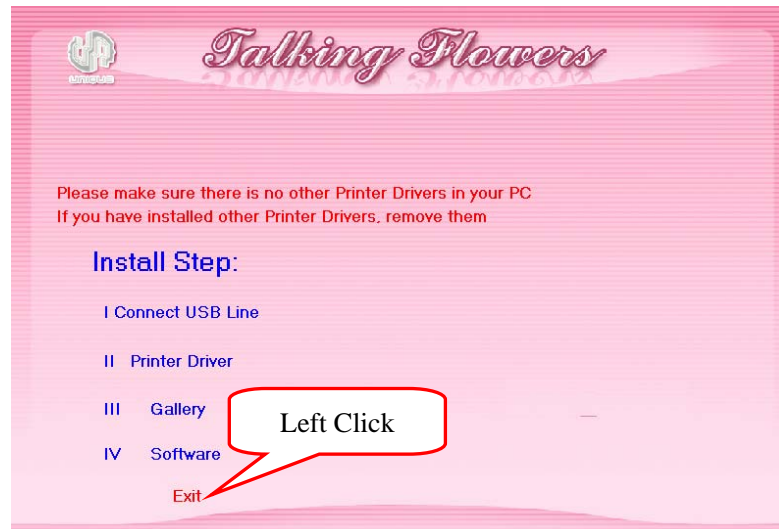 UNIQUE
Talking Flowers
Please make sure there is no other Printer Drivers in your PC
If you have installed other Printer Drivers, remove them
Install Step:
I Connect USB Line
II Printer Driver
III Gallery
Left Click
IV Software
Exit